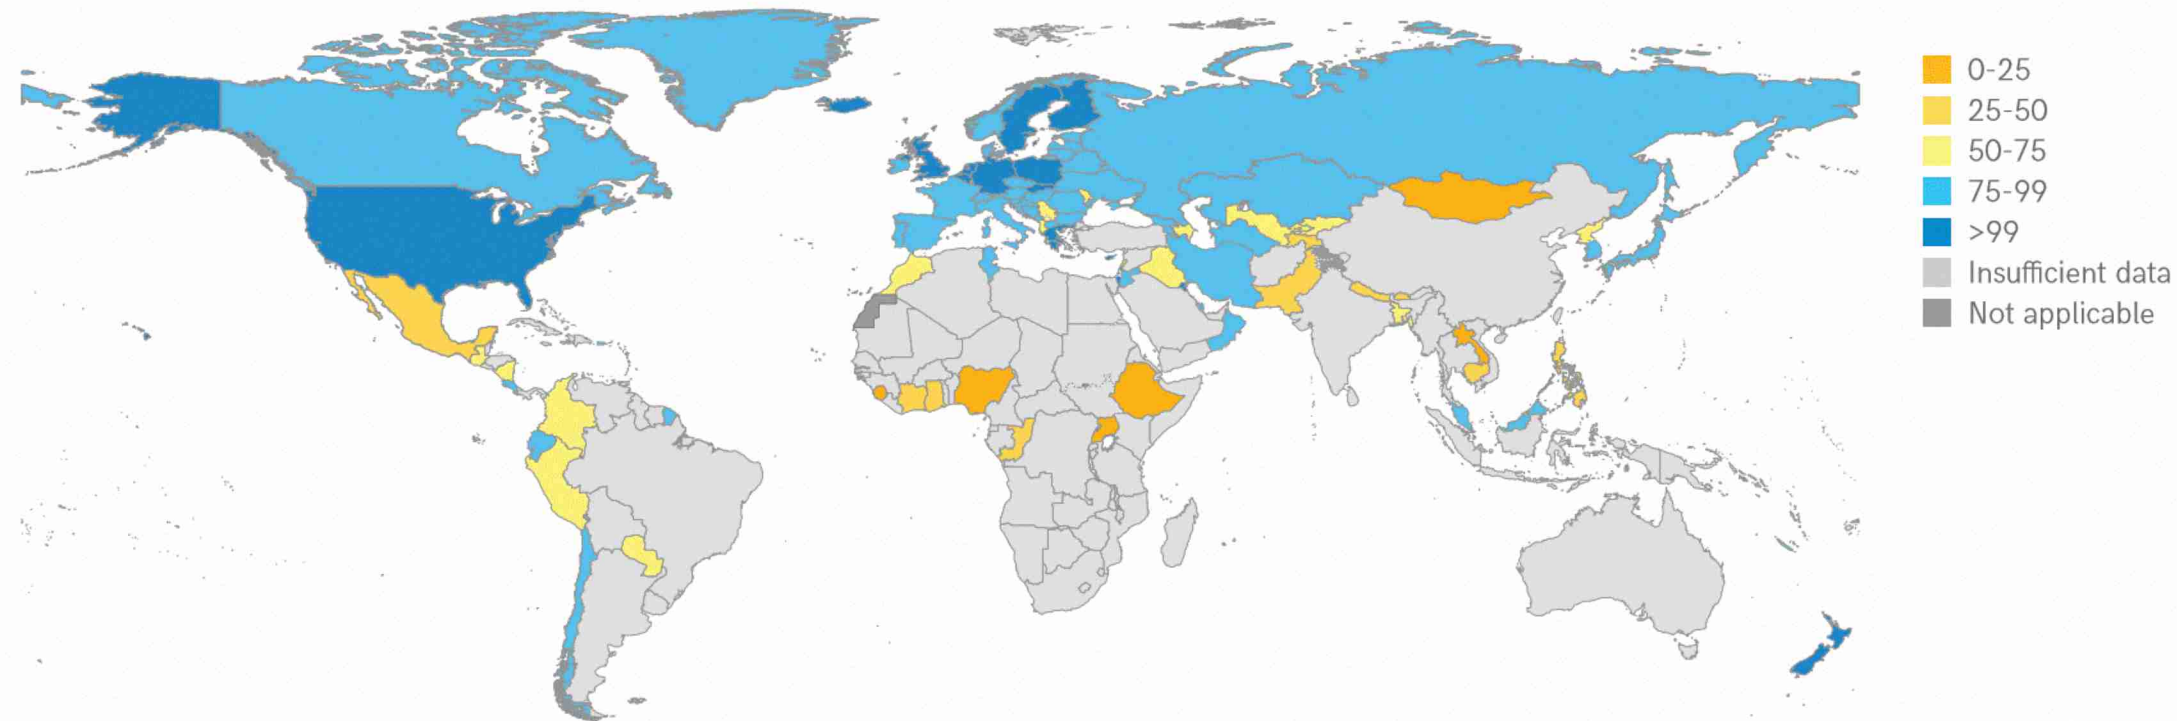 0-25
25-50
50-75
75-99
>99
Insufficient data
Not applicable